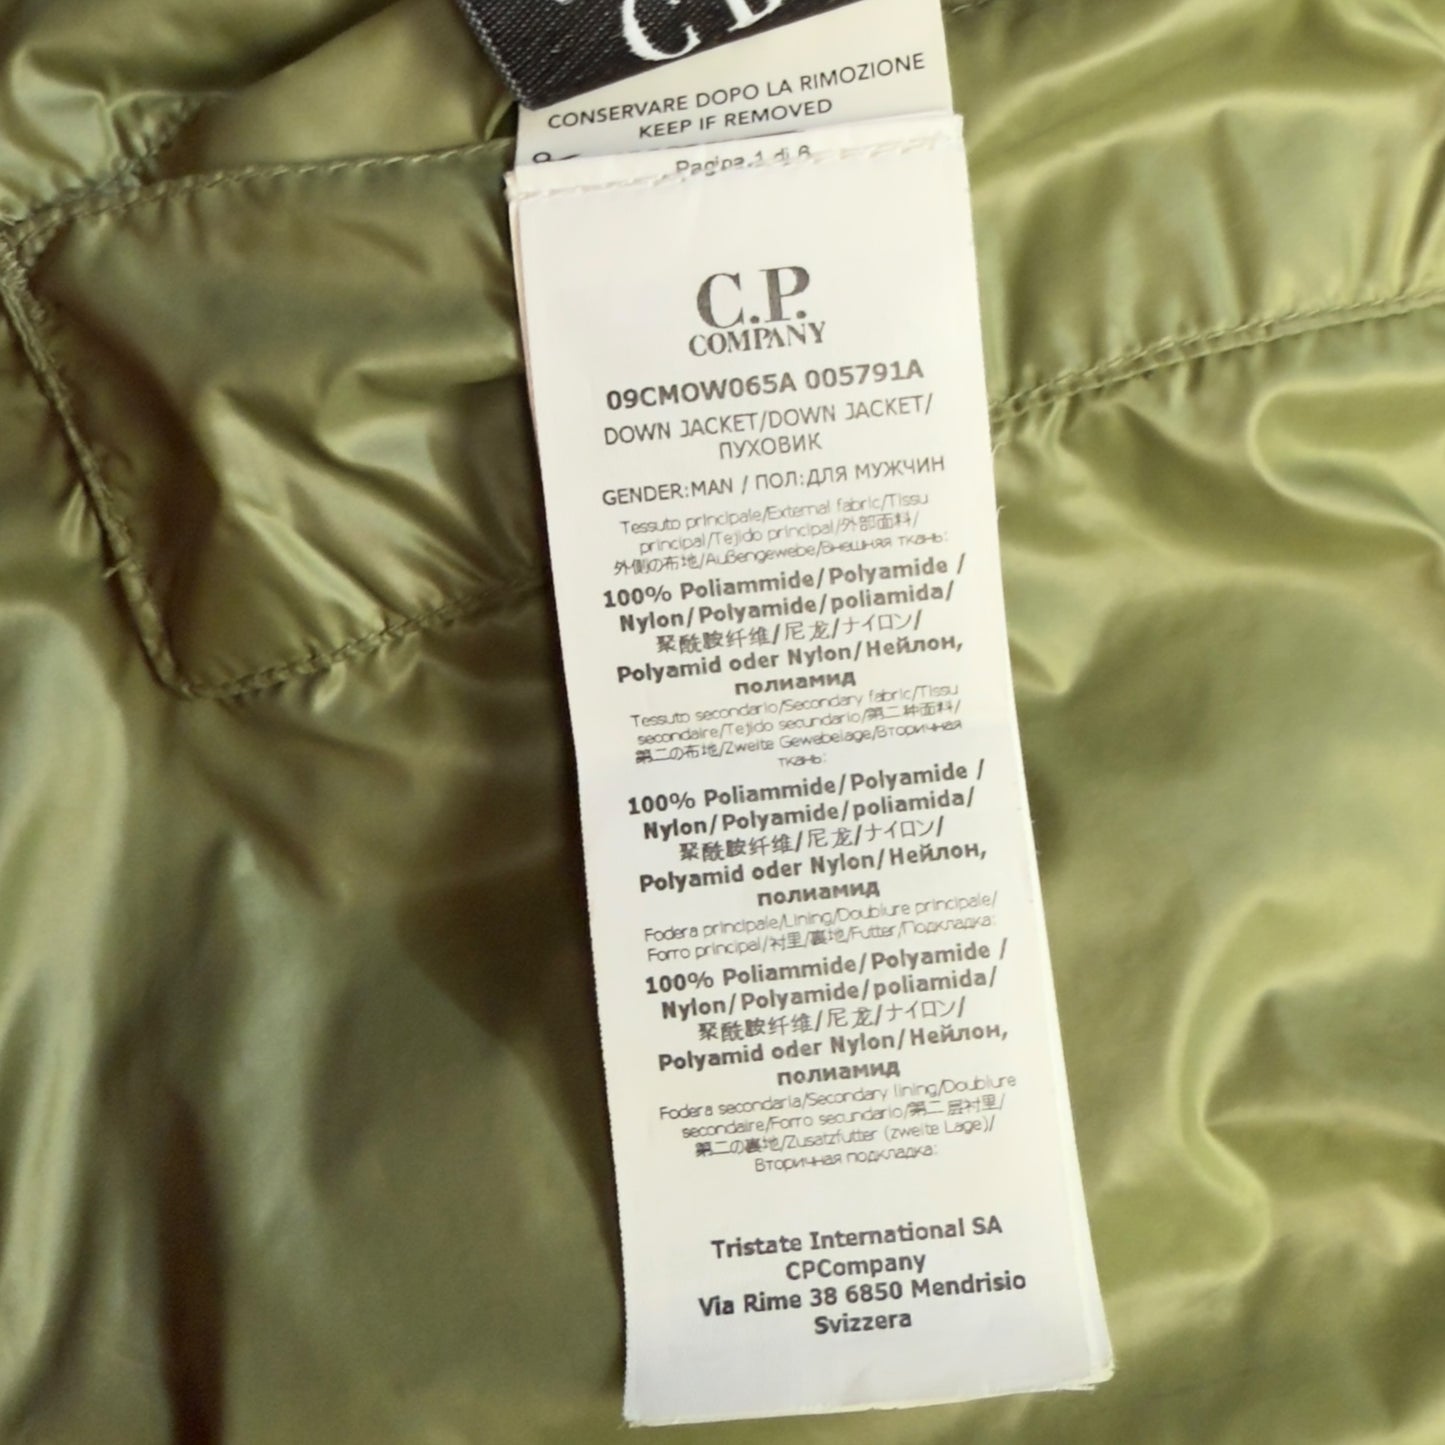 CONSERVARE DOPO LA RIMOZIONE
KEEP IF REMOVED
Pagina 1 di 6
C.P.
COMPANY
09CMOW065A 005791A
DOWN JACKET/DOWN JACKET/
ПУХОВИК
GENDER:MAN / ПОЛ:ДЛЯ МУЖЧИН
Tessuto principale/External fabric/Tissu
principal/Tejido principal/外部面料/
外側の布地/Außengewebe/Внешняя ткань:
100% Poliammide/Polyamide /
Nylon/Polyamide/poliamida/
聚酰胺纤维/尼龙/ナイロン/
Polyamid oder Nylon/Нейлон,
полиамид
Tessuto secondario/Secondary fabric/Tissu
secondaire/Tejido secundario/第二种面料/
第二の布地/Zweite Gewebelage/Вторичная
ткань:
100% Poliammide/Polyamide /
Nylon/Polyamide/poliamida/
聚酰胺纤维/尼龙/ナイロン/
Polyamid oder Nylon/Нейлон,
полиамид
Fodera principale/Lining/Doublure principale/
Forro principal/衬里/裏地/Futter/Подкладка:
100% Poliammide/Polyamide /
Nylon/Polyamide/poliamida/
聚酰胺纤维/尼龙/ナイロン/
Polyamid oder Nylon/Нейлон,
полиамид
Fodera secondaria/Secondary lining/Doublure
secondaire/Forro secundario/第二层衬里/
第二の裏地/Zusatzfutter (zweite Lage)/
Вторичная подкладка:
Tristate International SA
CPCompany
Via Rime 38 6850 Mendrisio
Svizzera